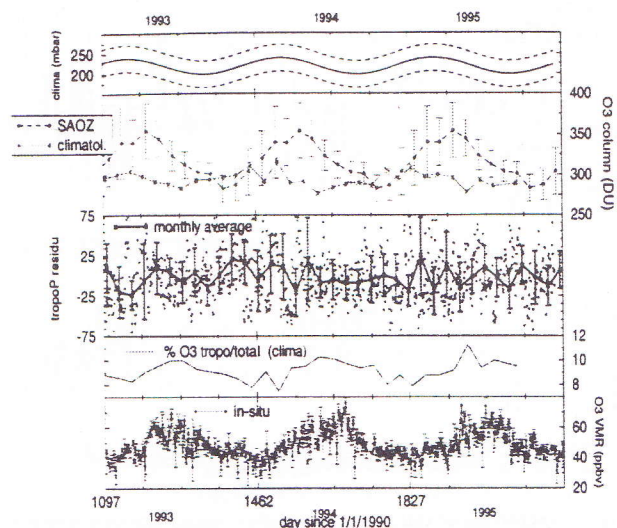 1993 1994 1995
clima (mbar)
250
200
400
350
300
250
O3 column (DU)
SAOZ
climatol.
75
25
-25
-75
tropoP residu
monthly average
12
10
8
% O3 tropo/total (clima)
60
40
20
O3 VMR (ppbv)
in-situ
1097 1462 1827
1993 1994 1995
day since 1/1/1990